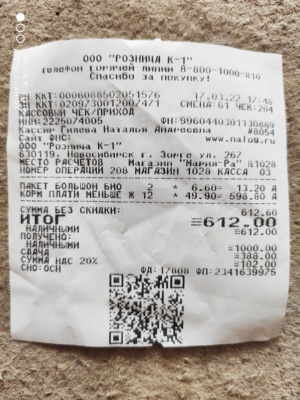 ООО "РОЗНИЦА К-1"
Телефон горячей линии 8-800-1000-810
Спасибо за покупку!
ЗН ККТ:0006088502051576 17.03.22 17:48
РН ККТ:0209730012004/1 СМЕНА:61 ЧЕК:204
КАССОВЫЙ ЧЕК/ПРИХОД
ИНН:2225074005 ФН:9960440301130889
Кассир Гилева Наталья Андреевна #8054
Сайт ФНС: www.nalog.ru
ООО "Розница К-1"
630119, Новосибирск г, Зорге ул, 267
МЕСТО РАСЧЕТОВ Магазин "Мария-Ра" К1028
НОМЕР ОПЕРАЦИИ 208 МАГАЗИН 1028 КАССА 03
ПАКЕТ БОЛЬШОЙ БИО 2 * 6.60= 13.20 А
КОРМ ПЛАТИ МЕНЬШЕ Ж 12 * 49.90= 598.80 А
СУММА БЕЗ СКИДКИ: 612.60
ИТОГ ≡612.00
НАЛИЧНЫМИ ≡612.00
ПОЛУЧЕНО:
НАЛИЧНЫМИ ≡1000.00
СДАЧА ≡388.00
СУММА НДС 20% ≡102.00
СНО:ОСН ФД:17808 ФП:2341639975